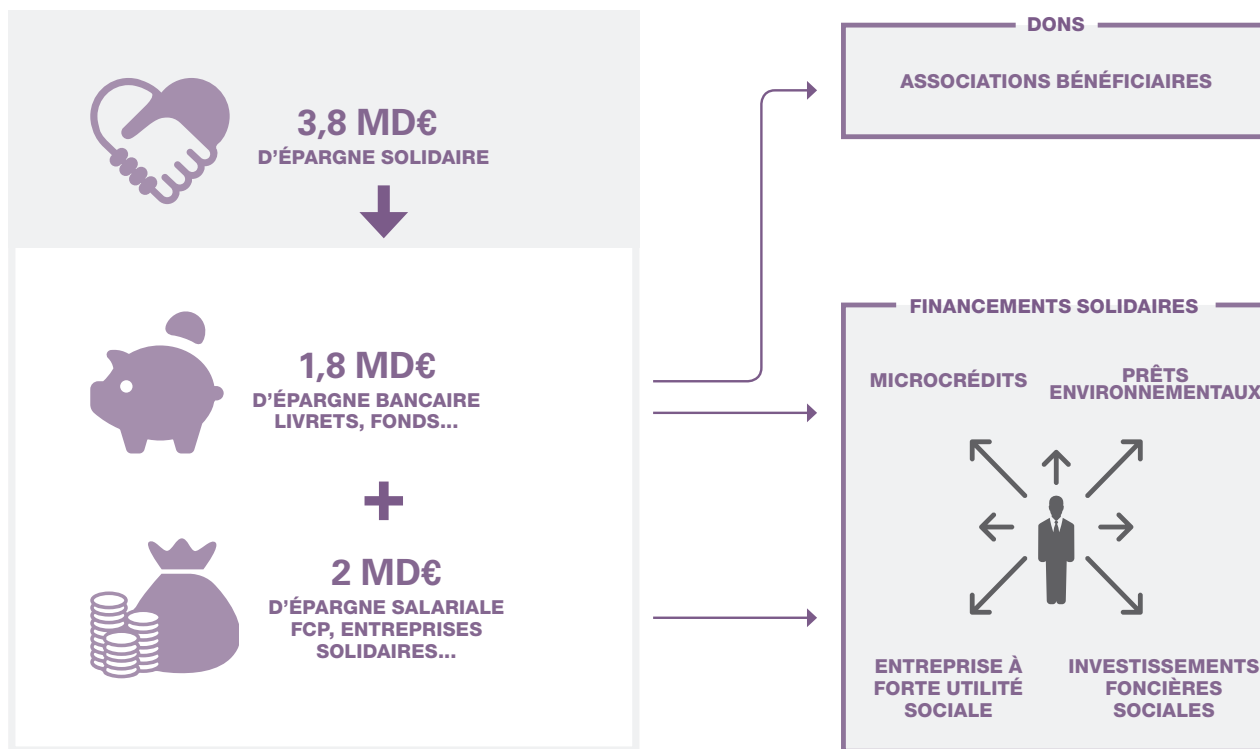 3,8 MD€
D'ÉPARGNE SOLIDAIRE
1,8 MD€
D'ÉPARGNE BANCAIRE
LIVRETS, FONDS...
+
2 MD€
D'ÉPARGNE SALARIALE
FCP, ENTREPRISES
SOLIDAIRES...
DONS
ASSOCIATIONS BÉNÉFICIAIRES
FINANCEMENTS SOLIDAIRES
MICROCRÉDITS
PRÊTS
ENVIRONNEMENTAUX
ENTREPRISE À
FORTE UTILITÉ
SOCIALE
INVESTISSEMENTS
FONCIÈRES
SOCIALES